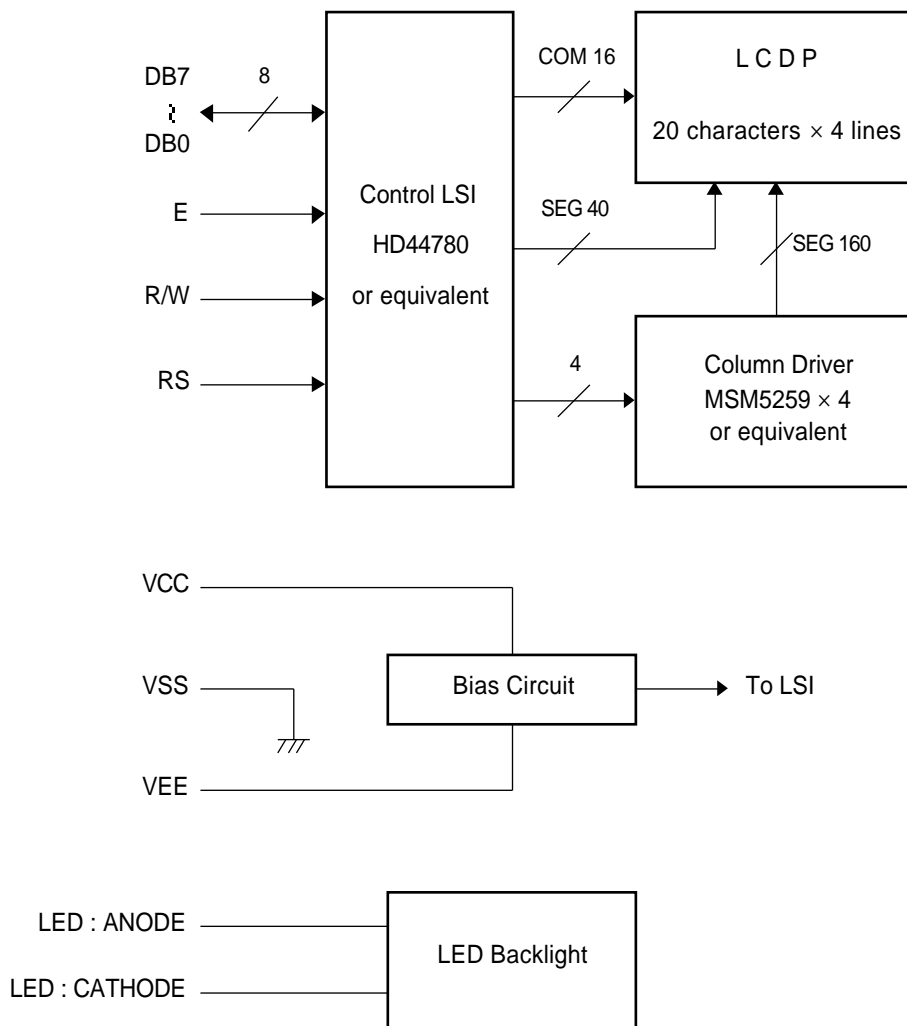 DB7
~
DB0
8
E
R/W
RS
Control LSI
HD44780
or equivalent
COM 16
SEG 40
4
L C D P
20 characters × 4 lines
SEG 160
Column Driver
MSM5259 × 4
or equivalent
VCC
VSS
VEE
Bias Circuit
To LSI
LED : ANODE
LED : CATHODE
LED Backlight